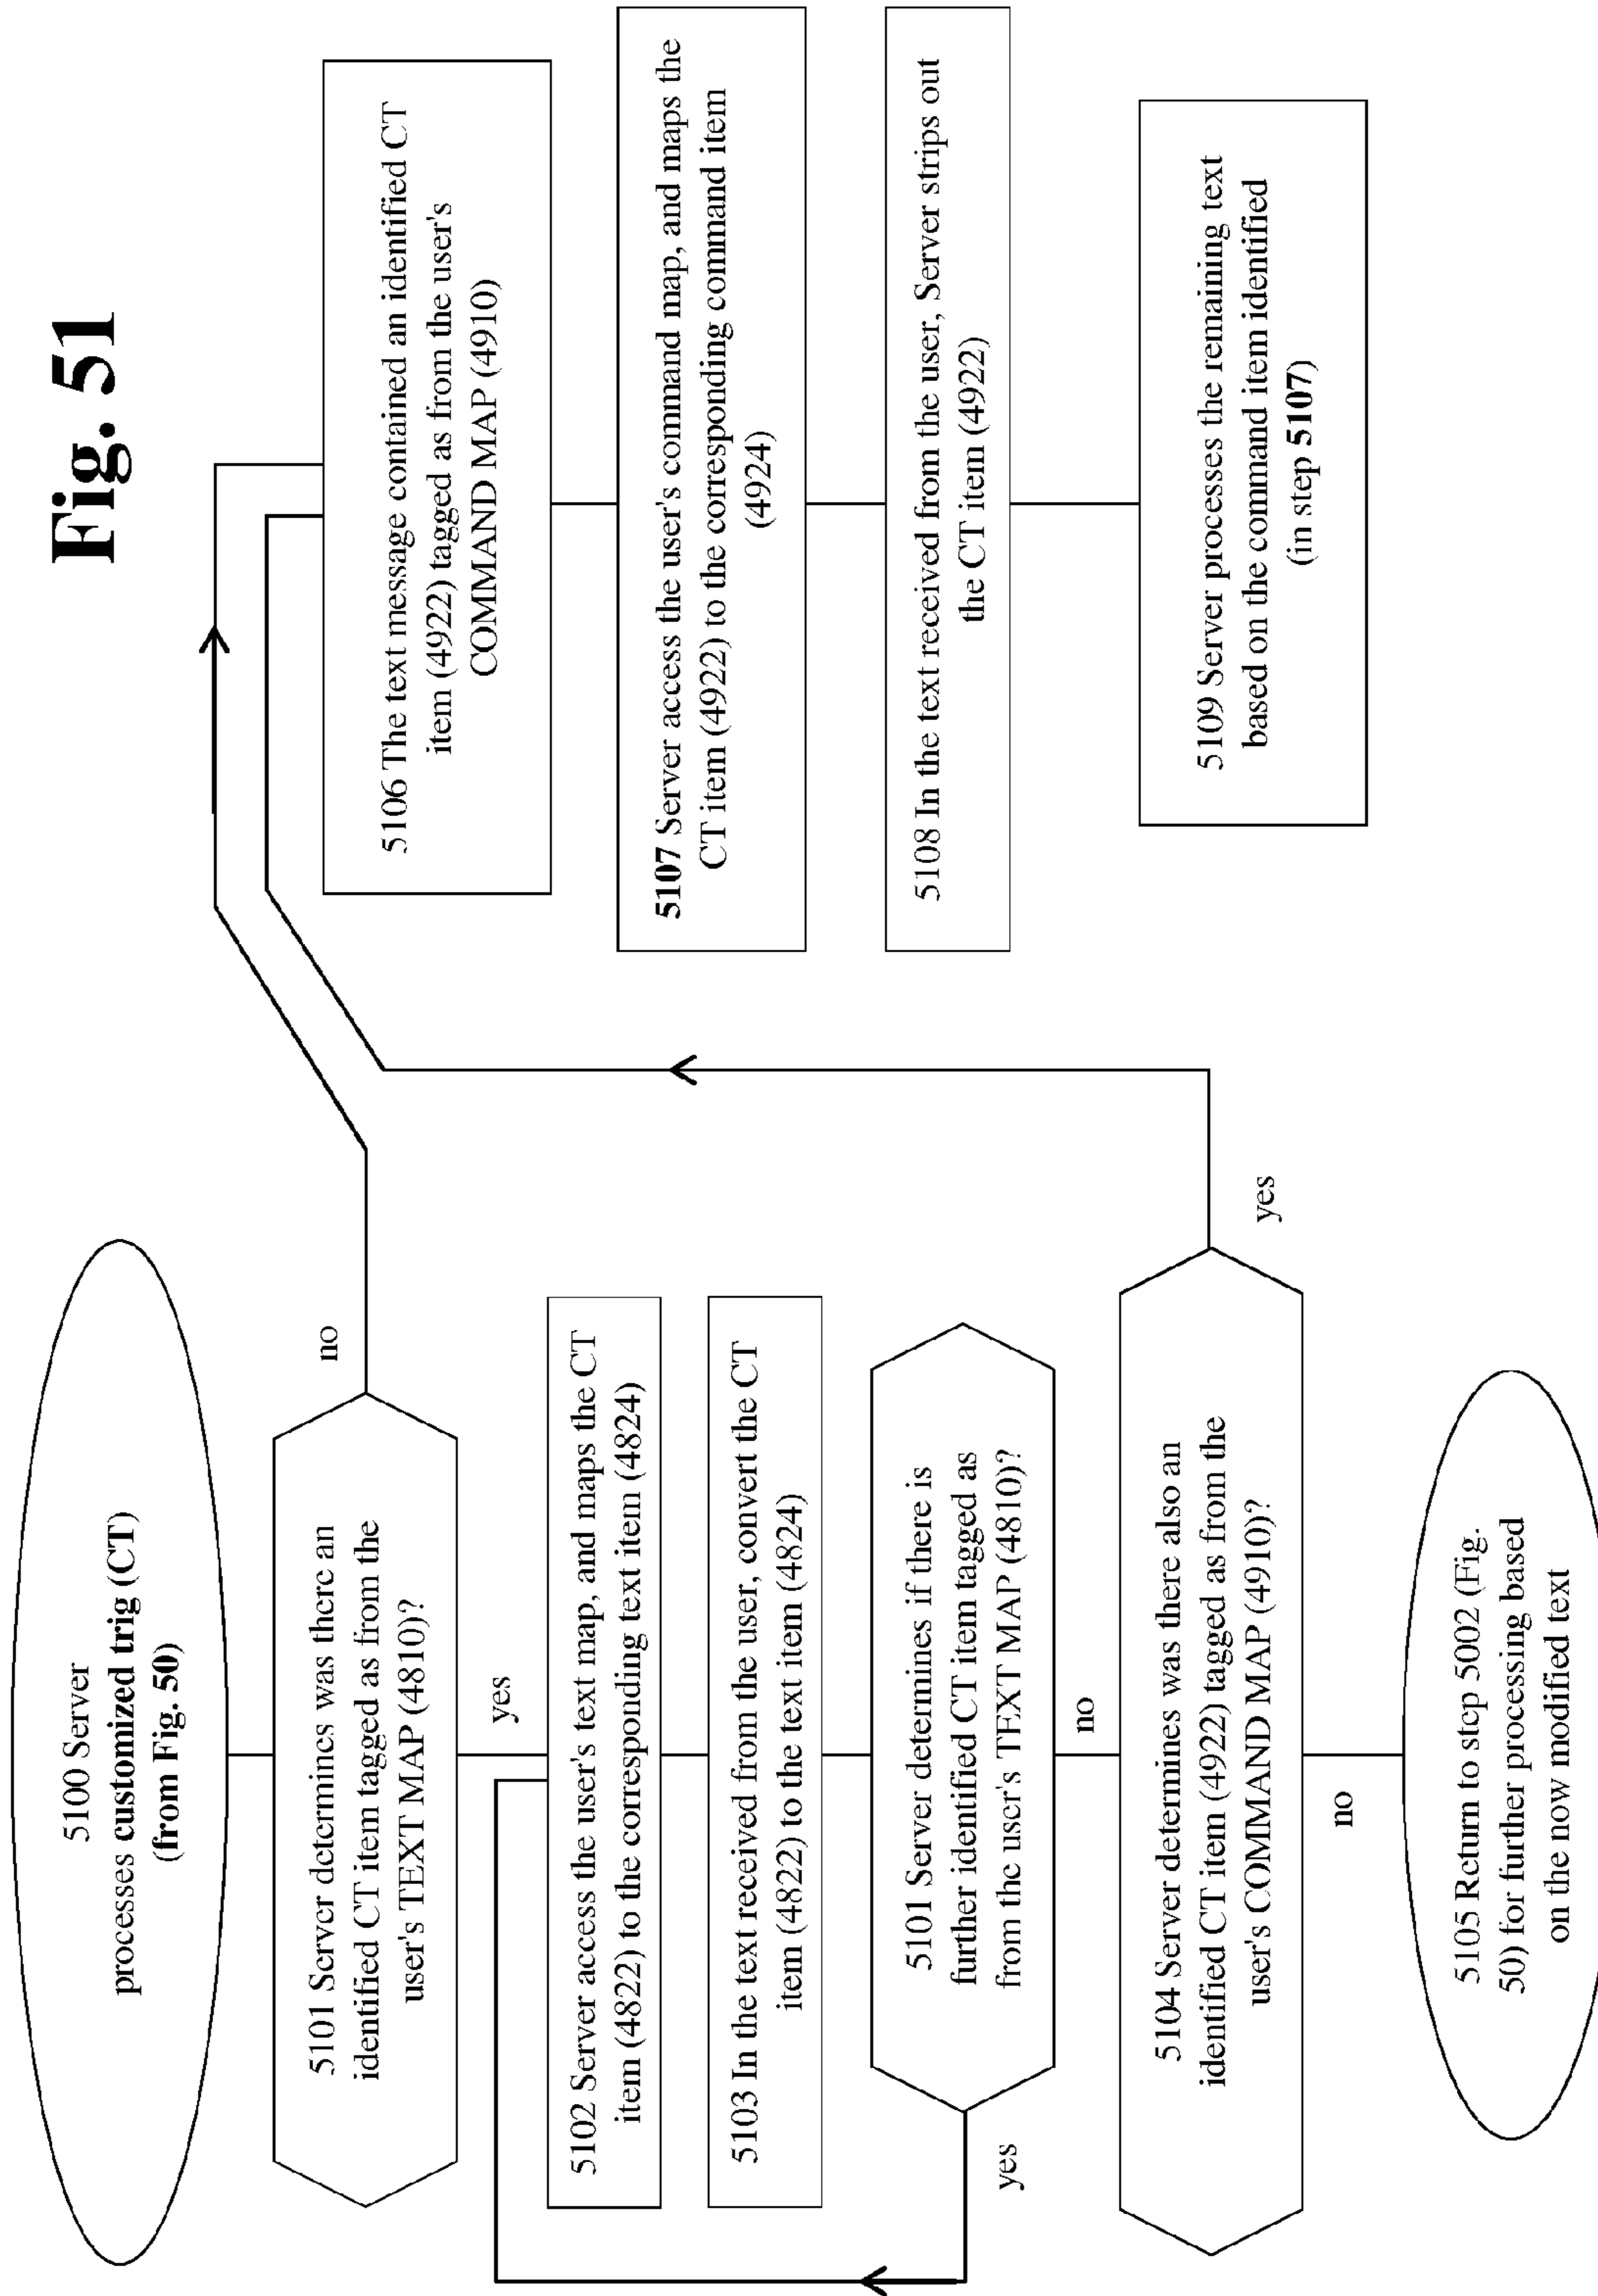 Fig. 51
5100 Server
processes customized trig (CT)
(from Fig. 50)
5101 Server determines was there an
identified CT item tagged as from the
user's TEXT MAP (4810)?
no
yes
5102 Server access the user's text map, and maps the CT
item (4822) to the corresponding text item (4824)
5103 In the text received from the user, convert the CT
item (4822) to the text item (4824)
5101 Server determines if there is
further identified CT item tagged as
from the user's TEXT MAP (4810)?
yes
no
5104 Server determines was there also an
identified CT item (4922) tagged as from the
user's COMMAND MAP (4910)?
yes
no
5105 Return to step 5002 (Fig.
50) for further processing based
on the now modified text
5106 The text message contained an identified CT
item (4922) tagged as from the user's
COMMAND MAP (4910)
5107 Server access the user's command map, and maps the
CT item (4922) to the corresponding command item
(4924)
5108 In the text received from the user, Server strips out
the CT item (4922)
5109 Server processes the remaining text
based on the command item identified
(in step 5107)